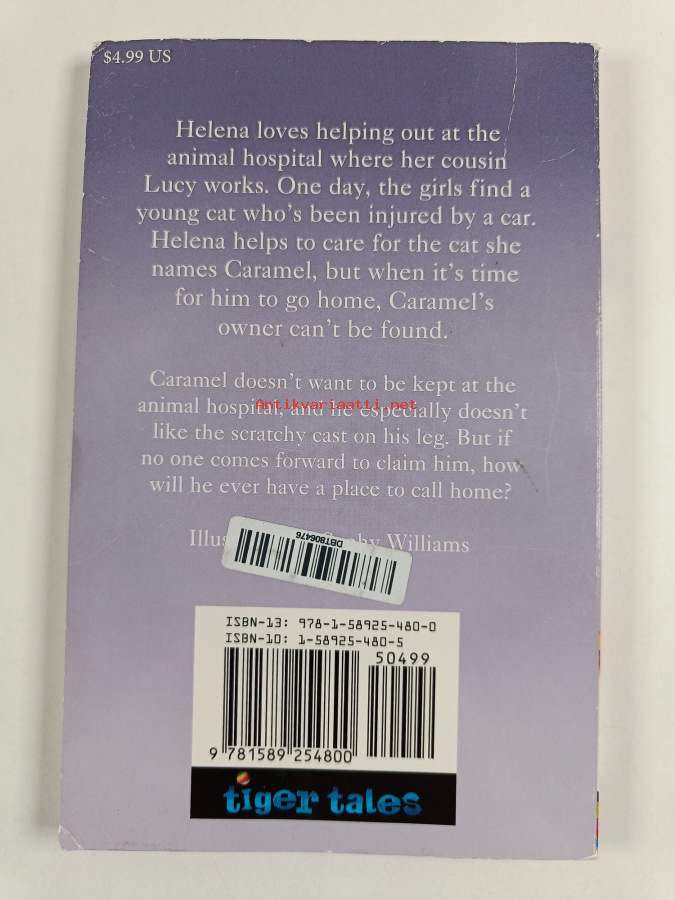 $4.99 US
Helena loves helping out at the
animal hospital where her cousin
Lucy works. One day, the girls find a
young cat who's been injured by a car.
Helena helps to care for the cat she
names Caramel, but when it's time
for him to go home, Caramel's
owner can't be found.
Caramel doesn't want to be kept at the
animal hospital, and he especially doesn't
Antikvariaatti.net
like the scratchy cast on his leg. But if
no one comes forward to claim him, how
will he ever have a place to call home?
Williams
DBT806476
ISBN-13: 978-1-58925-480-0
ISBN-10: 1-58925-480-5
50499
9 781589 254800
tiger tales